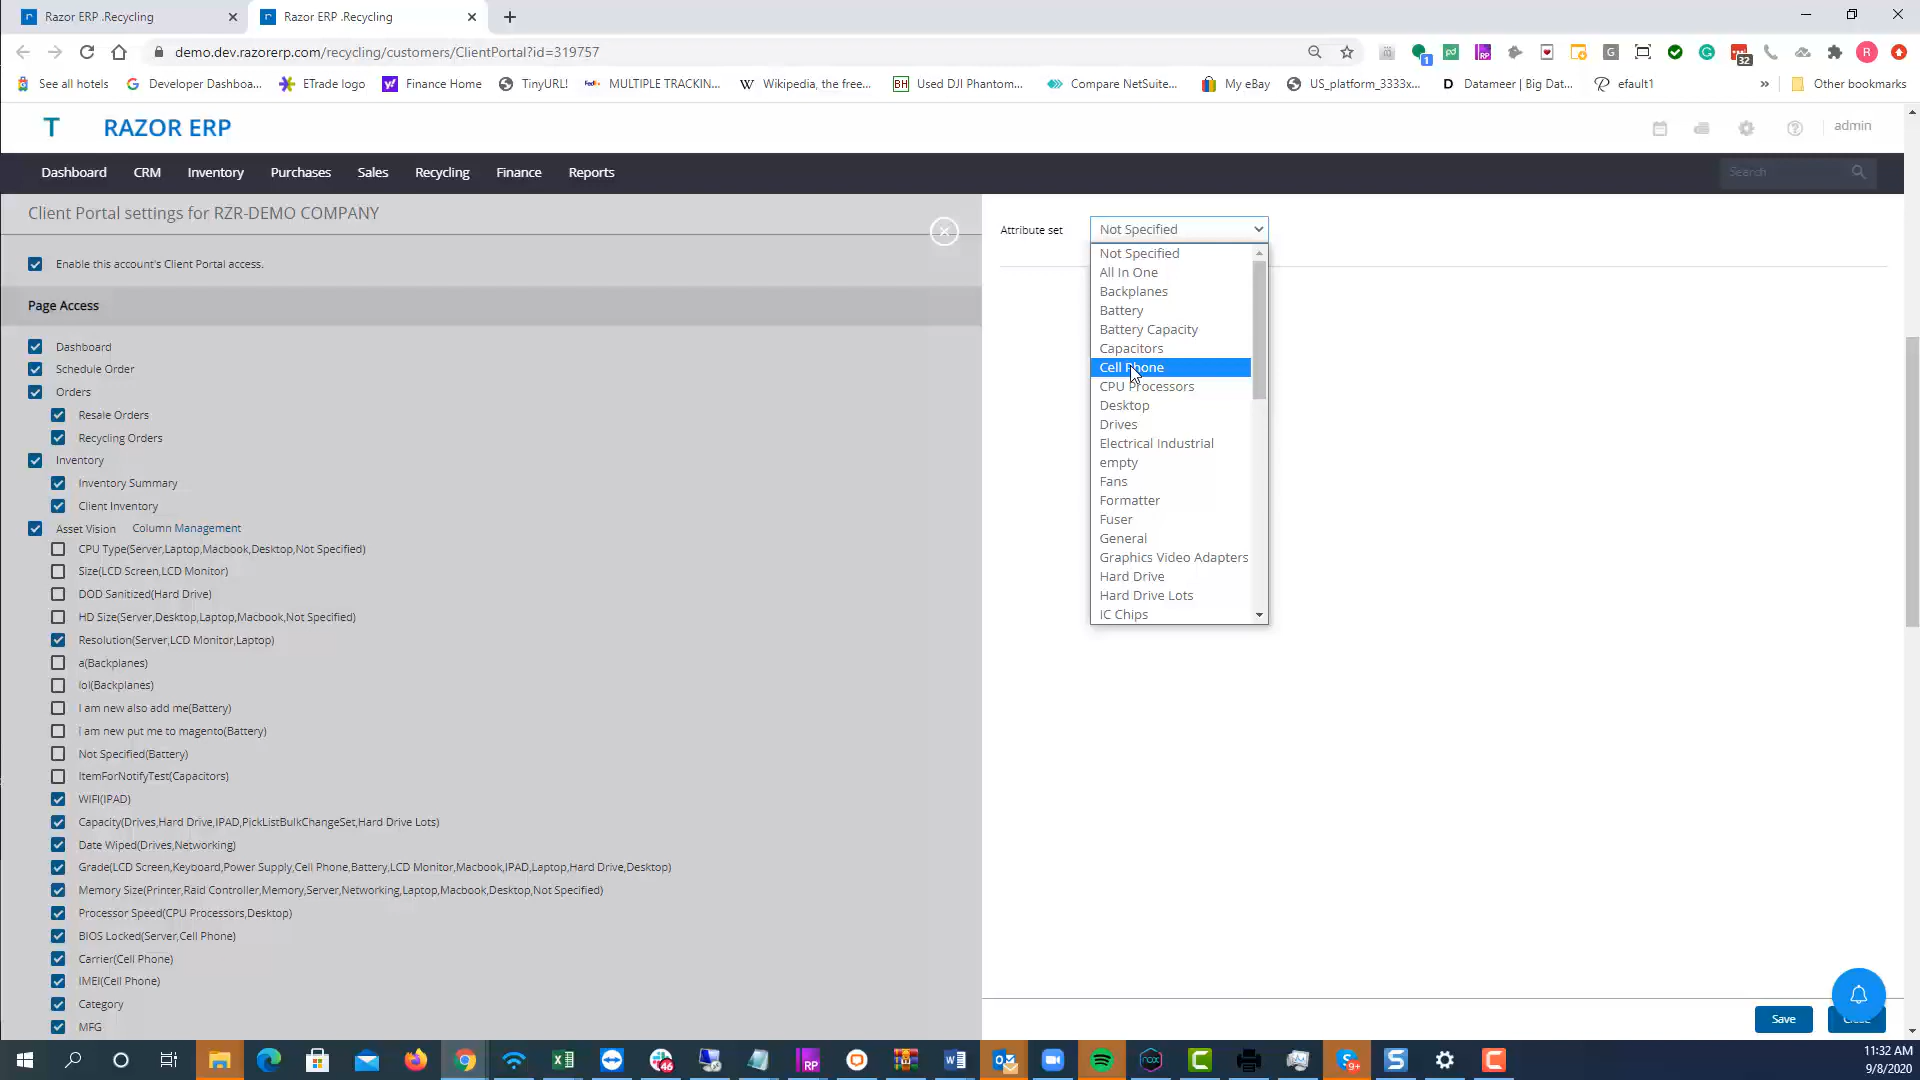 Razor ERP .Recycling
Razor ERP .Recycling
demo.dev.razorerp.com/recycling/customers/ClientPortal?id=319757
See all hotels
Developer Dashboa...
ETrade logo
Finance Home
TinyURL!
MULTIPLE TRACKIN...
Wikipedia, the free...
Used DJI Phantom...
Compare NetSuite...
My eBay
US_platform_3333x...
Datameer | Big Dat...
efault1
Other bookmarks
T RAZOR ERP
admin
Dashboard CRM Inventory Purchases Sales Recycling Finance Reports
Search
Client Portal settings for RZR-DEMO COMPANY
Enable this account's Client Portal access.
Page Access
Dashboard
Schedule Order
Orders
Resale Orders
Recycling Orders
Inventory
Inventory Summary
Client Inventory
Asset Vision Column Management
CPU Type(Server,Laptop,Macbook,Desktop,Not Specified)
Size(LCD Screen,LCD Monitor)
DOD Sanitized(Hard Drive)
HD Size(Server,Desktop,Laptop,Macbook,Not Specified)
Resolution(Server,LCD Monitor,Laptop)
a(Backplanes)
lol(Backplanes)
I am new also add me(Battery)
I am new put me to magento(Battery)
Not Specified(Battery)
ItemForNotifyTest(Capacitors)
WIFI(IPAD)
Capacity(Drives,Hard Drive,IPAD,PickListBulkChangeSet,Hard Drive Lots)
Date Wiped(Drives,Networking)
Grade(LCD Screen,Keyboard,Power Supply,Cell Phone,Battery,LCD Monitor,Macbook,IPAD,Laptop,Hard Drive,Desktop)
Memory Size(Printer,Raid Controller,Memory,Server,Networking,Laptop,Macbook,Desktop,Not Specified)
Processor Speed(CPU Processors,Desktop)
BIOS Locked(Server,Cell Phone)
Carrier(Cell Phone)
IMEI(Cell Phone)
Category
MFG
Attribute set
Not Specified
Not Specified
All In One
Backplanes
Battery
Battery Capacity
Capacitors
Cell Phone
CPU Processors
Desktop
Drives
Electrical Industrial
empty
Fans
Formatter
Fuser
General
Graphics Video Adapters
Hard Drive
Hard Drive Lots
IC Chips
Save
11:32 AM
9/8/2020